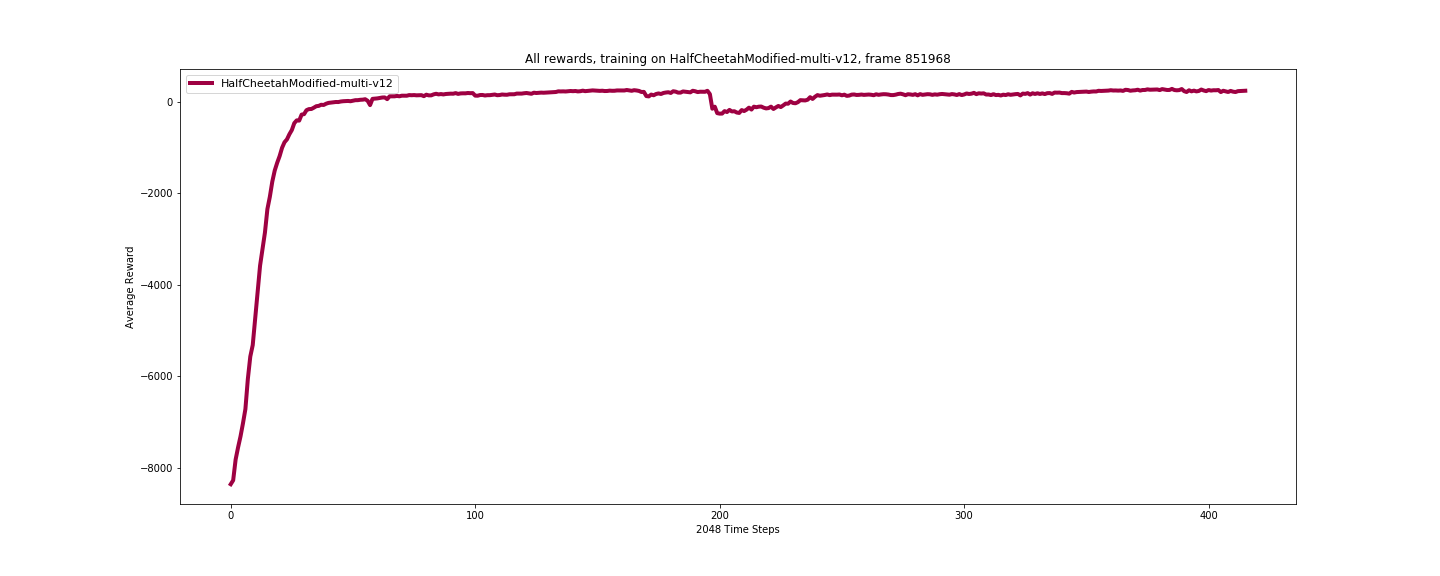 All rewards, training on HalfCheetahModified-multi-v12, frame 851968
HalfCheetahModified-multi-v12
0
−2000
−4000
−6000
−8000
Average Reward
0 100 200 300 400
2048 Time Steps